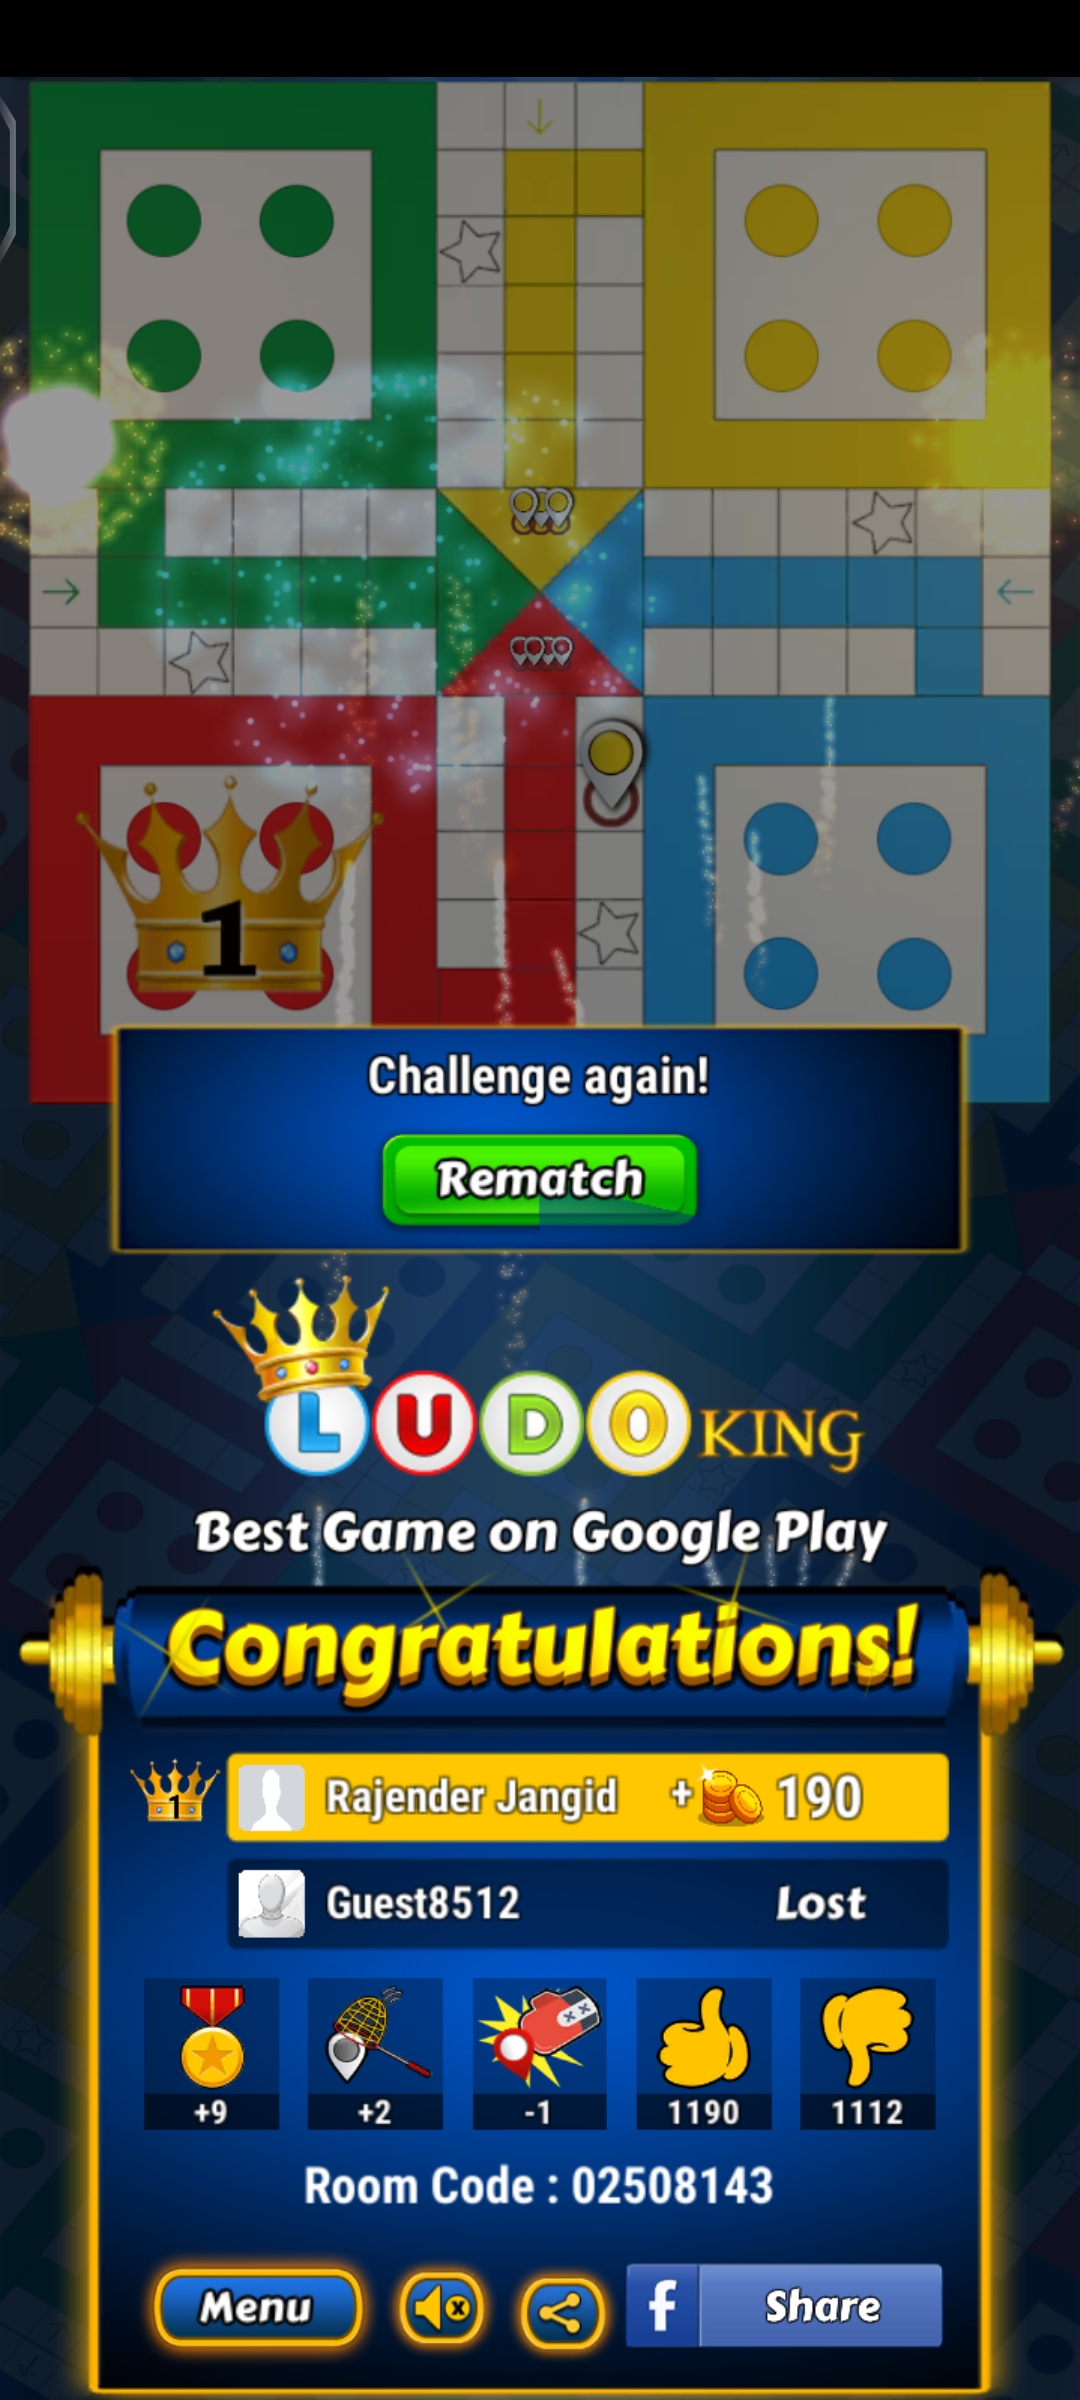 1
Challenge again!
Rematch
LUDO KING
Best Game on Google Play
Congratulations!
1 Rajender Jangid + 190
Guest8512 Lost
+9 +2 -1 1190 1112
Room Code : 02508143
Menu f Share